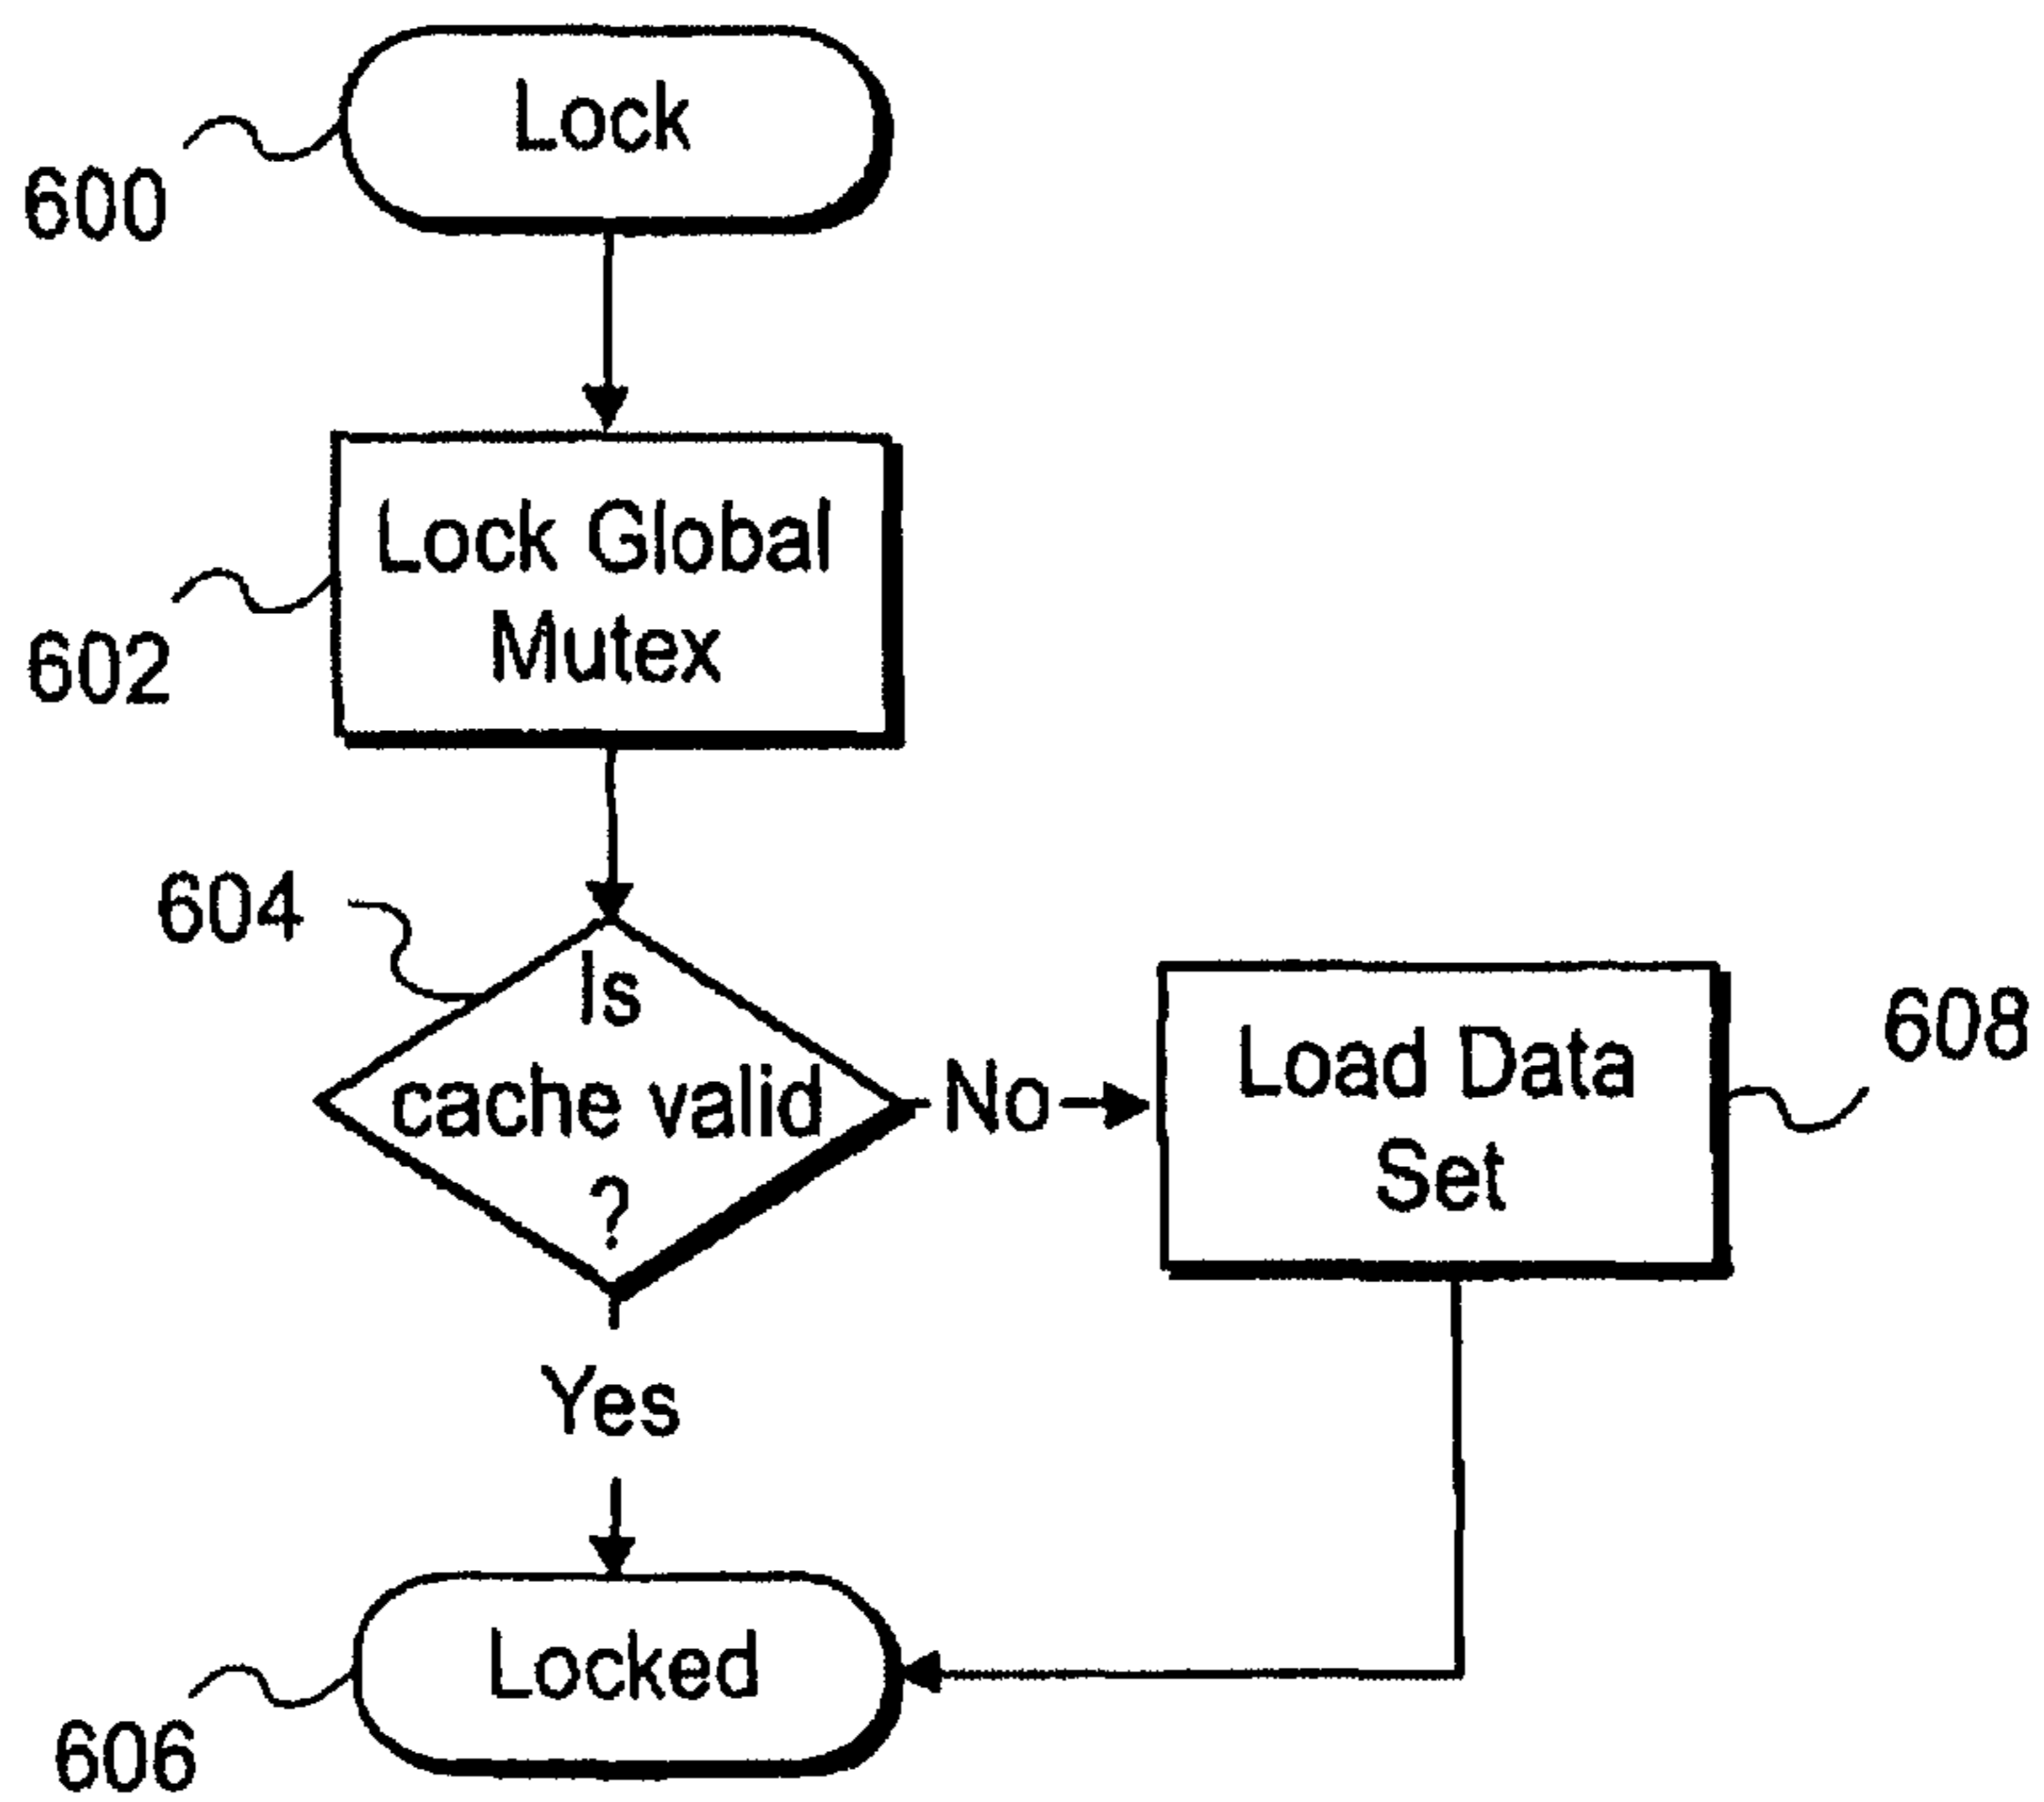 Lock
600
Lock Global
Mutex
602
604
Is
cache valid
?
No
Load Data
Set
608
Yes
Locked
606